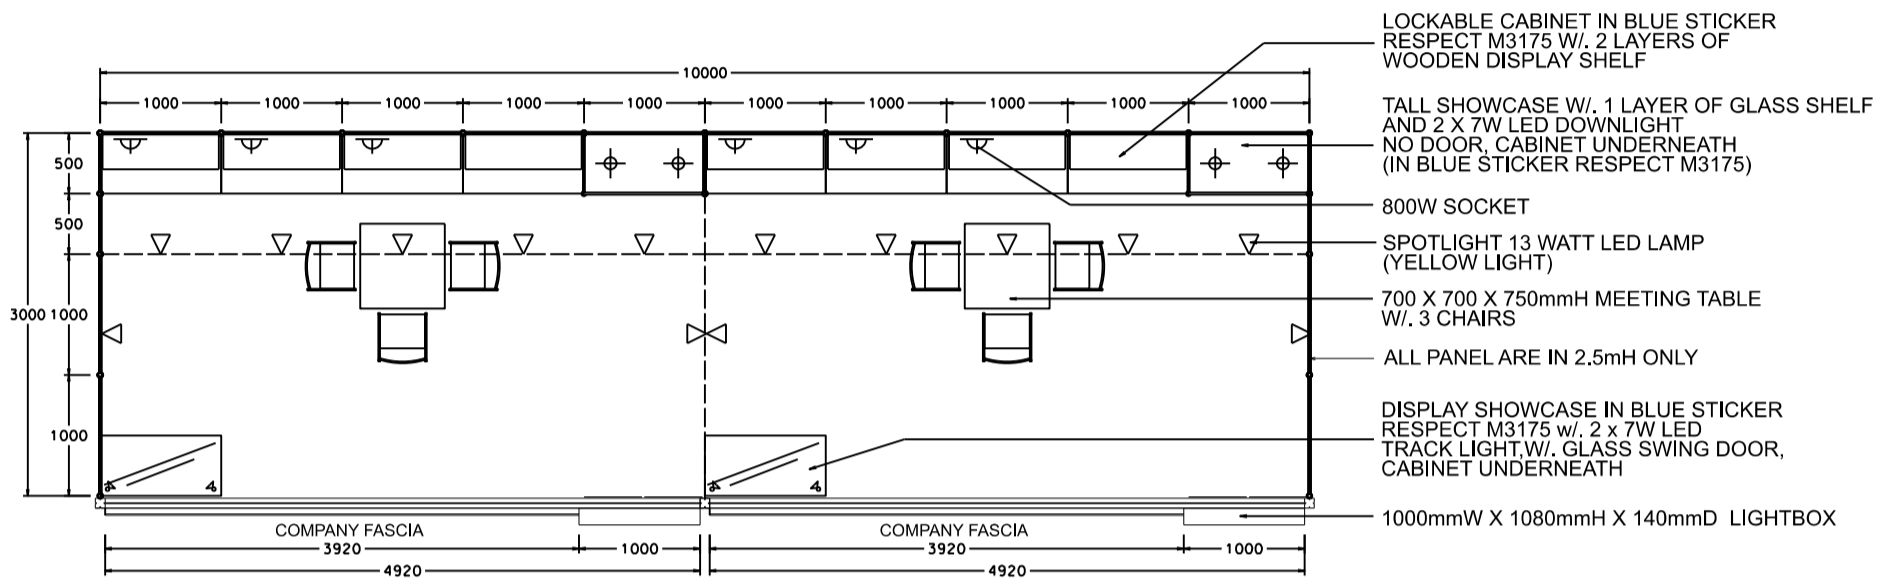 LOCKABLE CABINET IN BLUE STICKER
RESPECT M3175 W/. 2 LAYERS OF
WOODEN DISPLAY SHELF
10000
1000 1000 1000 1000 1000 1000 1000 1000 1000 1000
TALL SHOWCASE W/. 1 LAYER OF GLASS SHELF
AND 2 X 7W LED DOWNLIGHT
NO DOOR, CABINET UNDERNEATH
(IN BLUE STICKER RESPECT M3175)
500
800W SOCKET
500
SPOTLIGHT 13 WATT LED LAMP
(YELLOW LIGHT)
700 X 700 X 750mmH MEETING TABLE
W/. 3 CHAIRS
3000 1000
ALL PANEL ARE IN 2.5mH ONLY
1000
DISPLAY SHOWCASE IN BLUE STICKER
RESPECT M3175 w/. 2 x 7W LED
TRACK LIGHT,W/. GLASS SWING DOOR,
CABINET UNDERNEATH
1000mmW X 1080mmH X 140mmD LIGHTBOX
COMPANY FASCIA COMPANY FASCIA
3920 1000 3920 1000
4920 4920